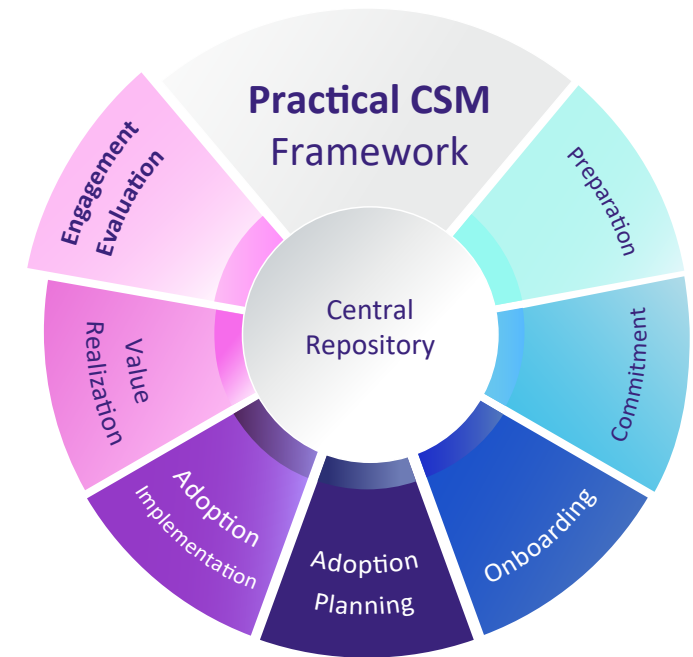 Practical CSM
Framework
Preparation
Commitment
Onboarding
Adoption
Planning
Adoption
Implementation
Value
Realization
Engagement
Evaluation
Central
Repository